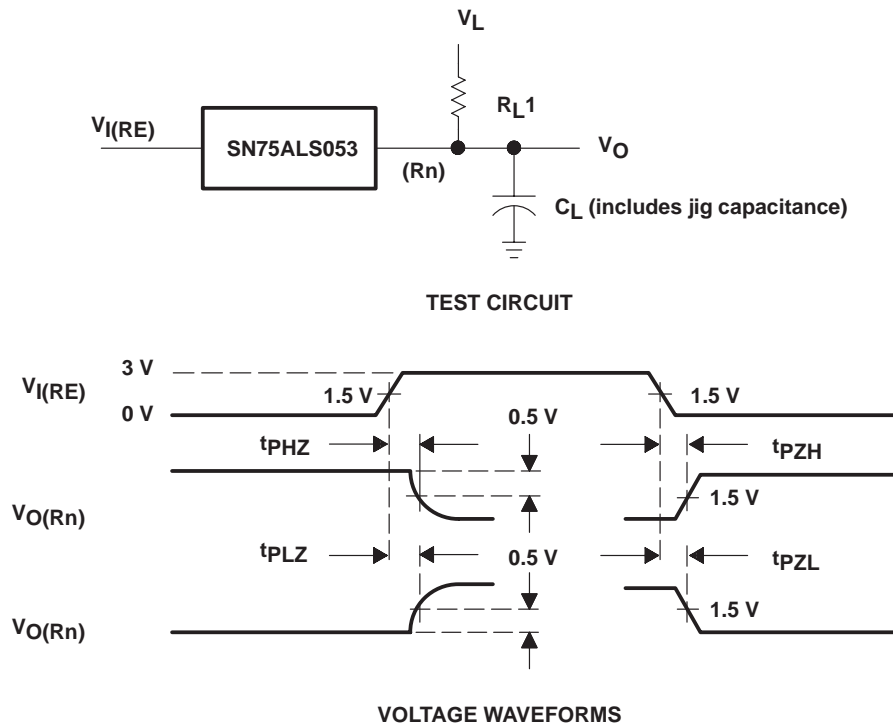 VL
RL1
VI(RE)
SN75ALS053
(Rn)
VO
CL (includes jig capacitance)
TEST CIRCUIT
3 V
VI(RE)
1.5 V
1.5 V
0 V
0.5 V
tPHZ
tPZH
1.5 V
VO(Rn)
tPLZ
0.5 V
tPZL
1.5 V
VO(Rn)
VOLTAGE WAVEFORMS